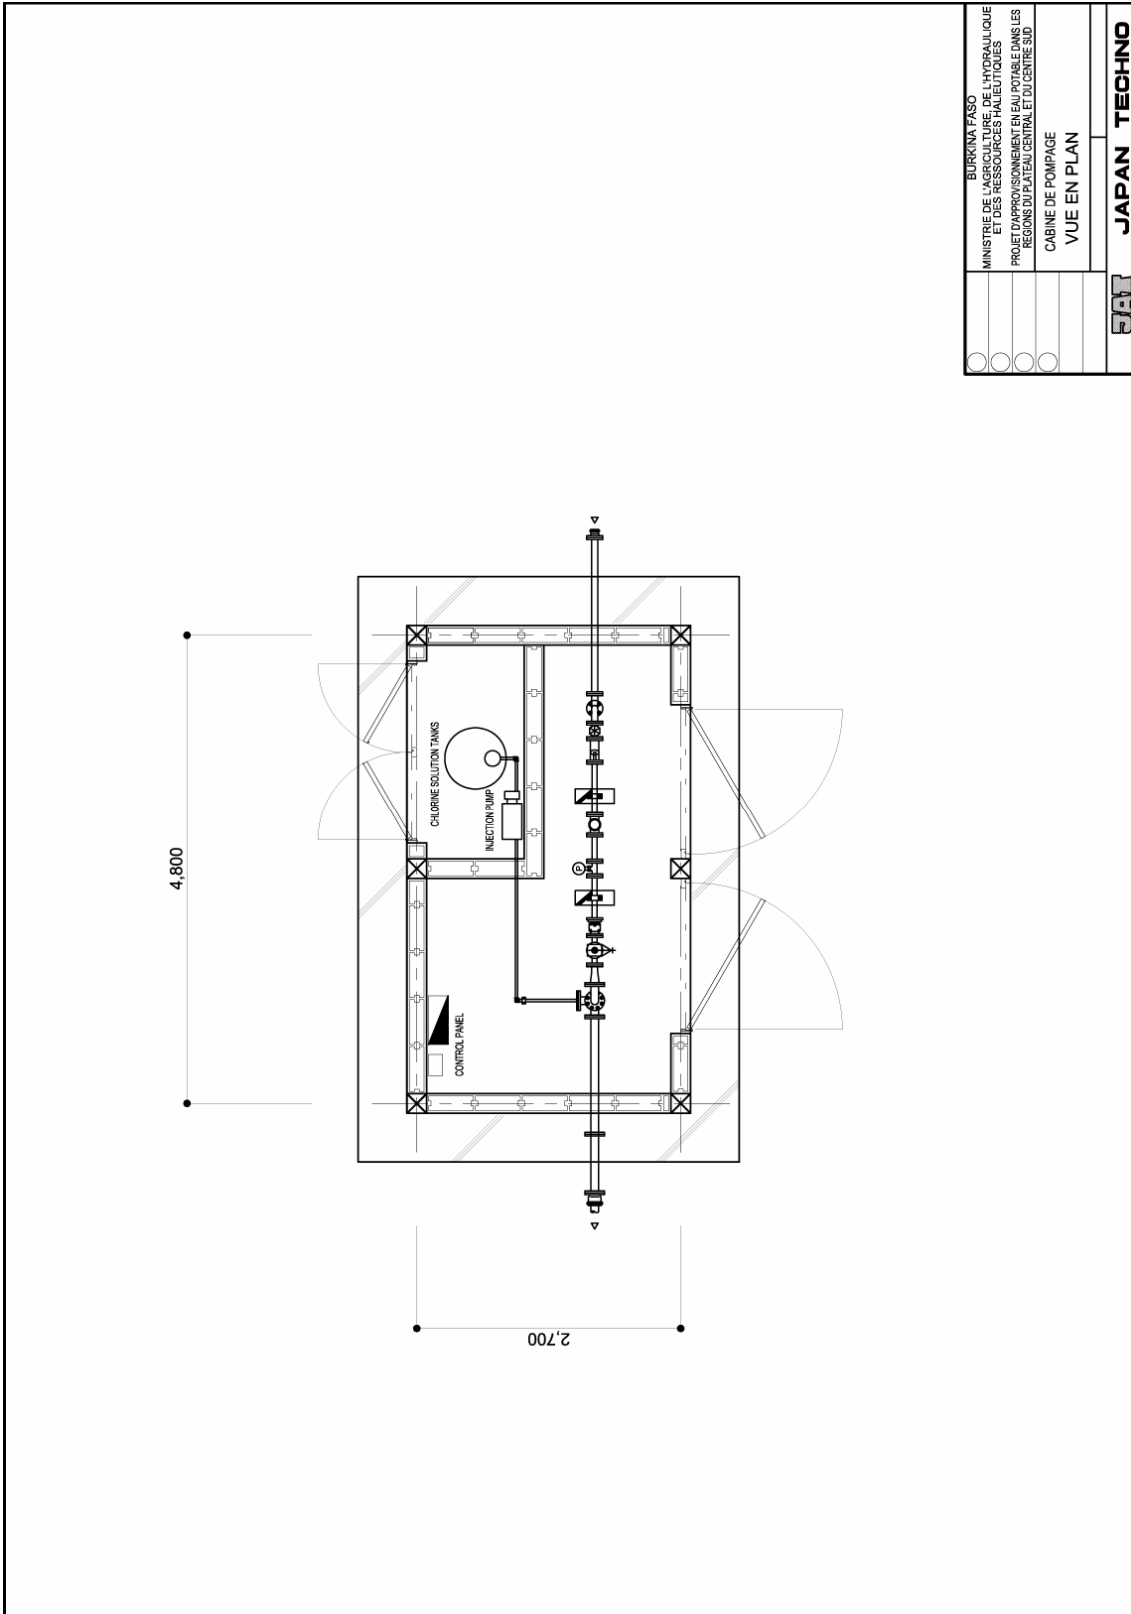 BURKINA FASO
MINISTRIE DE L'AGRICULTURE, DE L'HYDRAULIQUE
ET DES RESSOURCES HALIEUTIQUES
PROJET D'APPROVISIONNEMENT EN EAU POTABLE DANS LES
REGIONS DU PLATEAU CENTRAL ET DU CENTRE SUD
CABINE DE POMPAGE
VUE EN PLAN
JAPAN TECHNO
4,800
CHLORINE SOLUTION TANKS
INJECTION PUMP
P
CONTROL PANEL
2,700